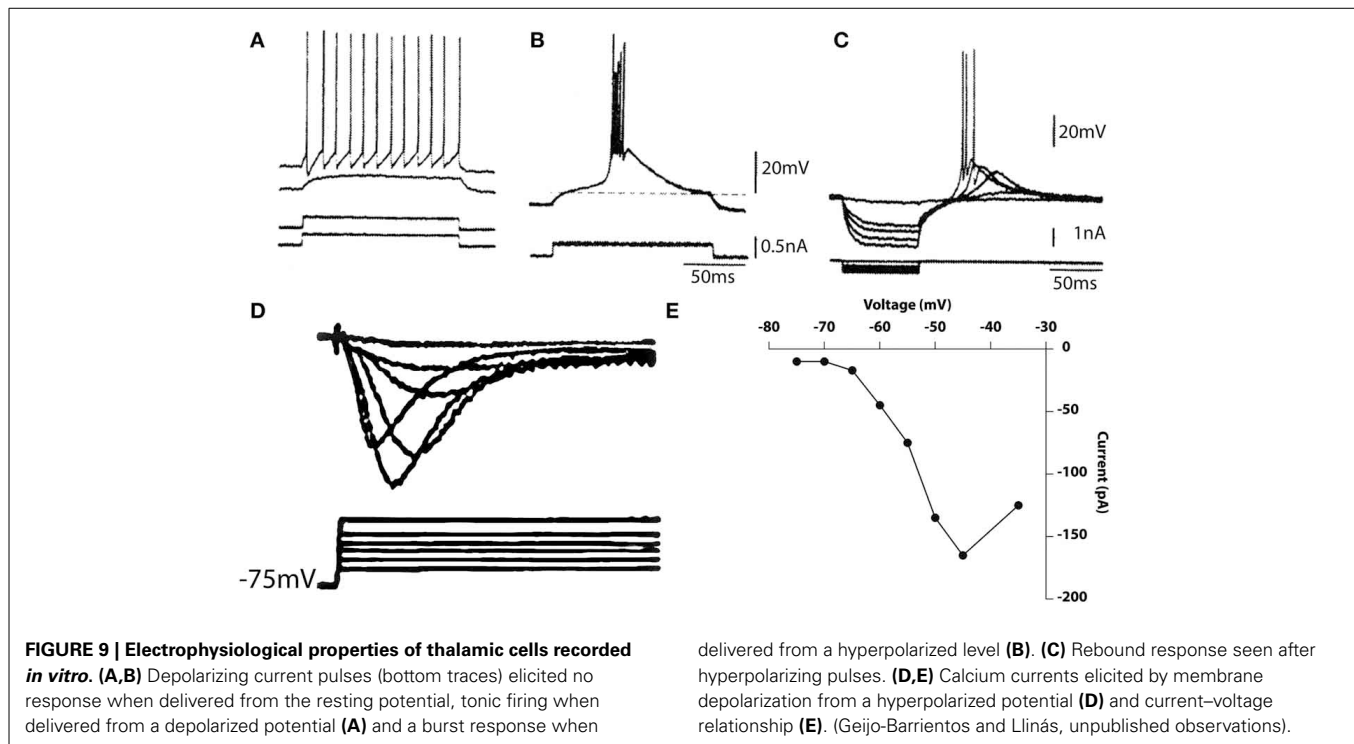 A
B
C
20mV
0.5nA
50ms
20mV
1nA
50ms
D
-75mV
E
Voltage (mV)
-80 -70 -60 -50 -40 -30
0
-50
-100
-150
-200
Current (pA)
FIGURE 9 | Electrophysiological properties of thalamic cells recorded
in vitro. (A,B) Depolarizing current pulses (bottom traces) elicited no
response when delivered from the resting potential, tonic firing when
delivered from a depolarized potential (A) and a burst response when
delivered from a hyperpolarized level (B). (C) Rebound response seen after
hyperpolarizing pulses. (D,E) Calcium currents elicited by membrane
depolarization from a hyperpolarized potential (D) and current–voltage
relationship (E). (Geijo-Barrientos and Llinás, unpublished observations).